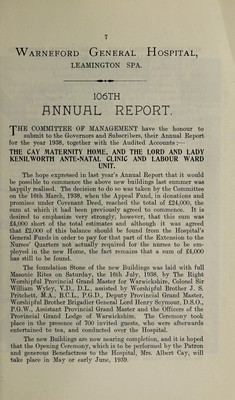 7
WARNEFORD GENERAL HOSPITAL,
LEAMINGTON SPA.
106TH
ANNUAL REPORT.
THE COMMITTEE OF MANAGEMENT have the honour to
submit to the Governors and Subscribers, their Annual Report
for the year 1938, together with the Audited Accounts :—
THE CAY MATERNITY HOME, AND THE LORD AND LADY
KENILWORTH ANTE-NATAL CLINIC AND LABOUR WARD
UNIT.
The hope expressed in last year's Annual Report that it would
be possible to commence the above new buildings last summer was
happily realised. The decision to do so was taken by the Committee
on the 16th March, 1938, when the Appeal Fund, in donations and
promises under Covenant Deed, reached the total of £24,000, the
sum at which it had been previously agreed to commence. It is
desired to emphasise very strongly, however, that this sum was
£4,000 short of the total estimates and although it was agreed
that £2,000 of this balance should be found from the Hospital's
General Funds in order to pay for that part of the Extension to the
Nurses' Quarters not actually required for the nurses to be em-
ployed in the new Home, the fact remains that a sum of £4,000
has still to be found.
The foundation Stone of the new Buildings was laid with full
Masonic Rites on Saturday, the 16th July, 1938, by The Right
Worshipful Provincial Grand Master for Warwickshire, Colonel Sir
William Wyley, V.D., D.L., assisted by Worshipful Brother J. S.
Pritchett, M.A., B.C.L., P.G.D., Deputy Provincial Grand Master,
Worshipful Brother Brigadier General Lord Henry Seymour, D.S.O.,
P.G.W., Assistant Provincial Grand Master and the Officers of the
Provincial Grand Lodge of Warwickshire. The Ceremony took
place in the presence of 700 invited guests, who were afterwards
entertained to tea, and conducted over the Hospital.
The new Buildings are now nearing completion, and it is hoped
that the Opening Ceremony, which is to be performed by the Patron
and generous Benefactress to the Hospital, Mrs. Albert Cay, will
take place in May or early June, 1939.